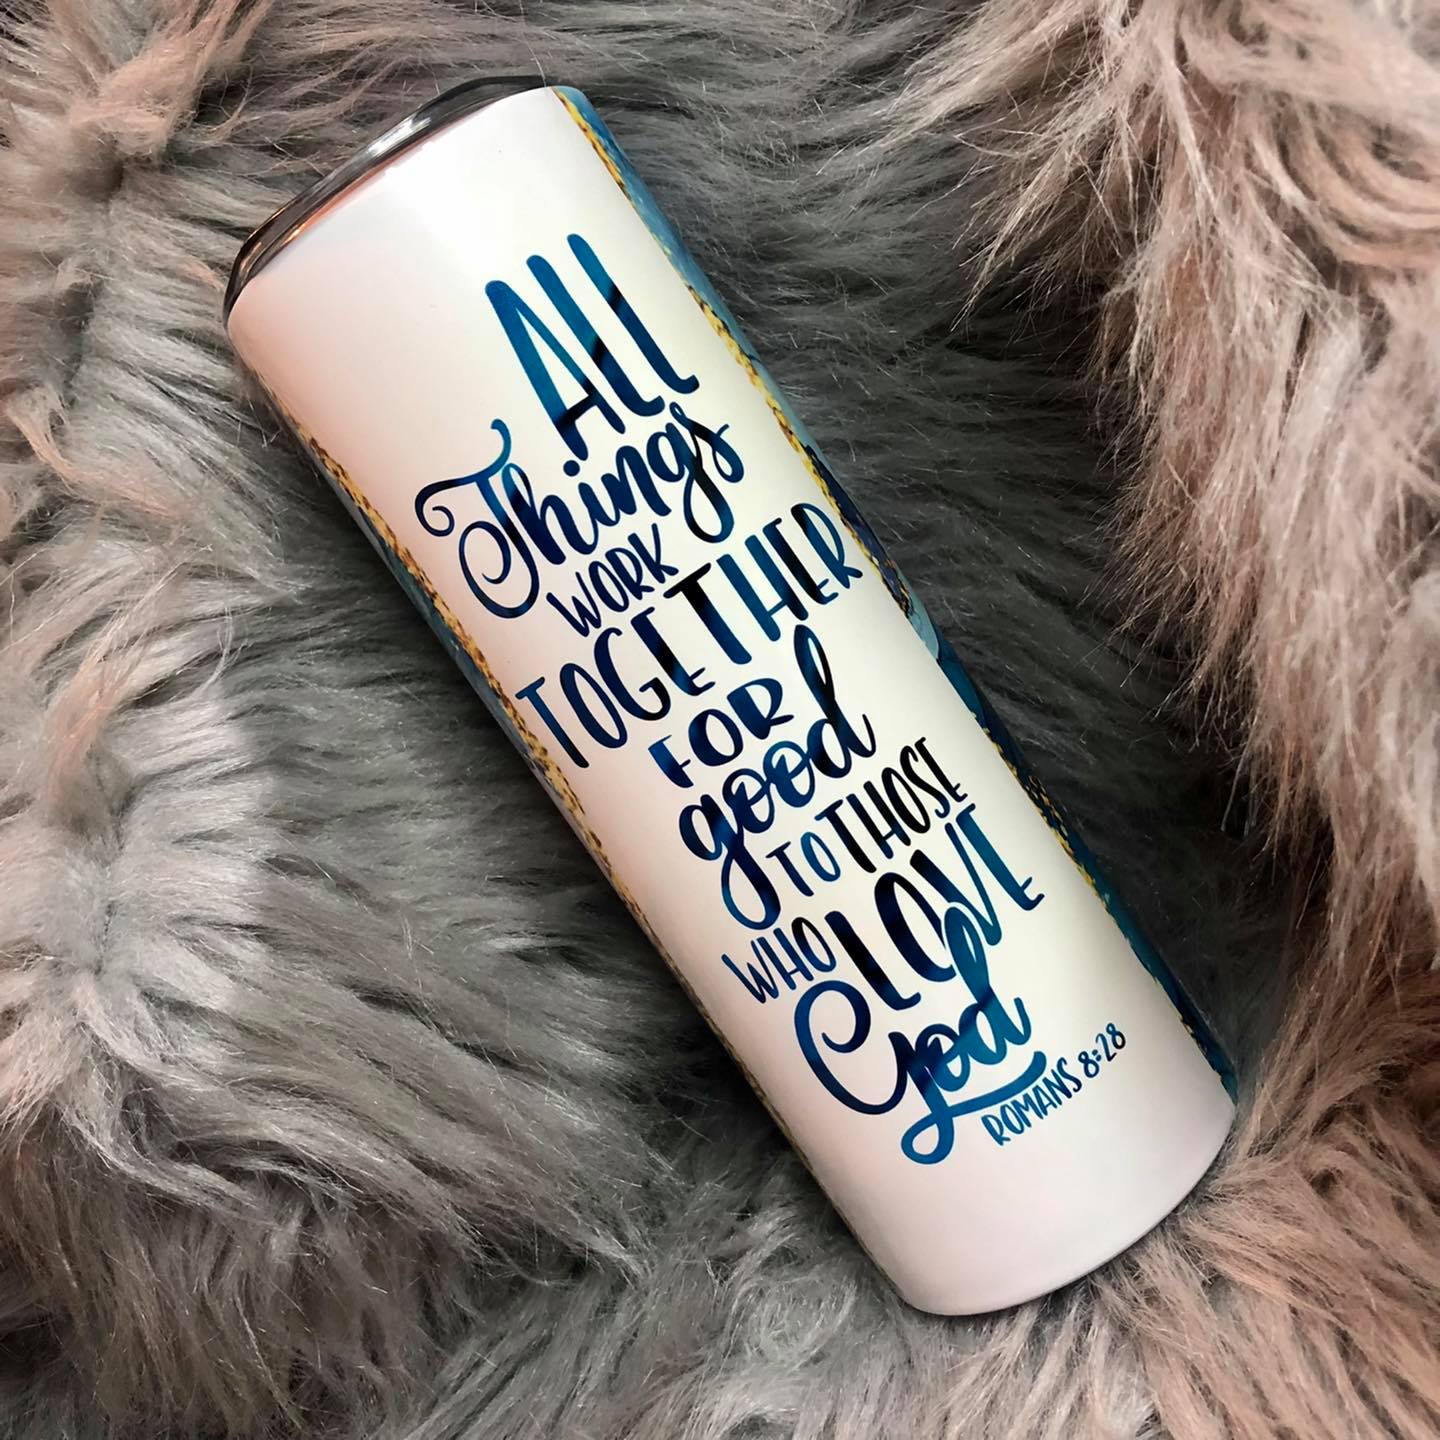 ALL
Things
WORK
TOGETHER
FOR
good
TO THOSE
WHO LOVE
God
ROMANS 8:28